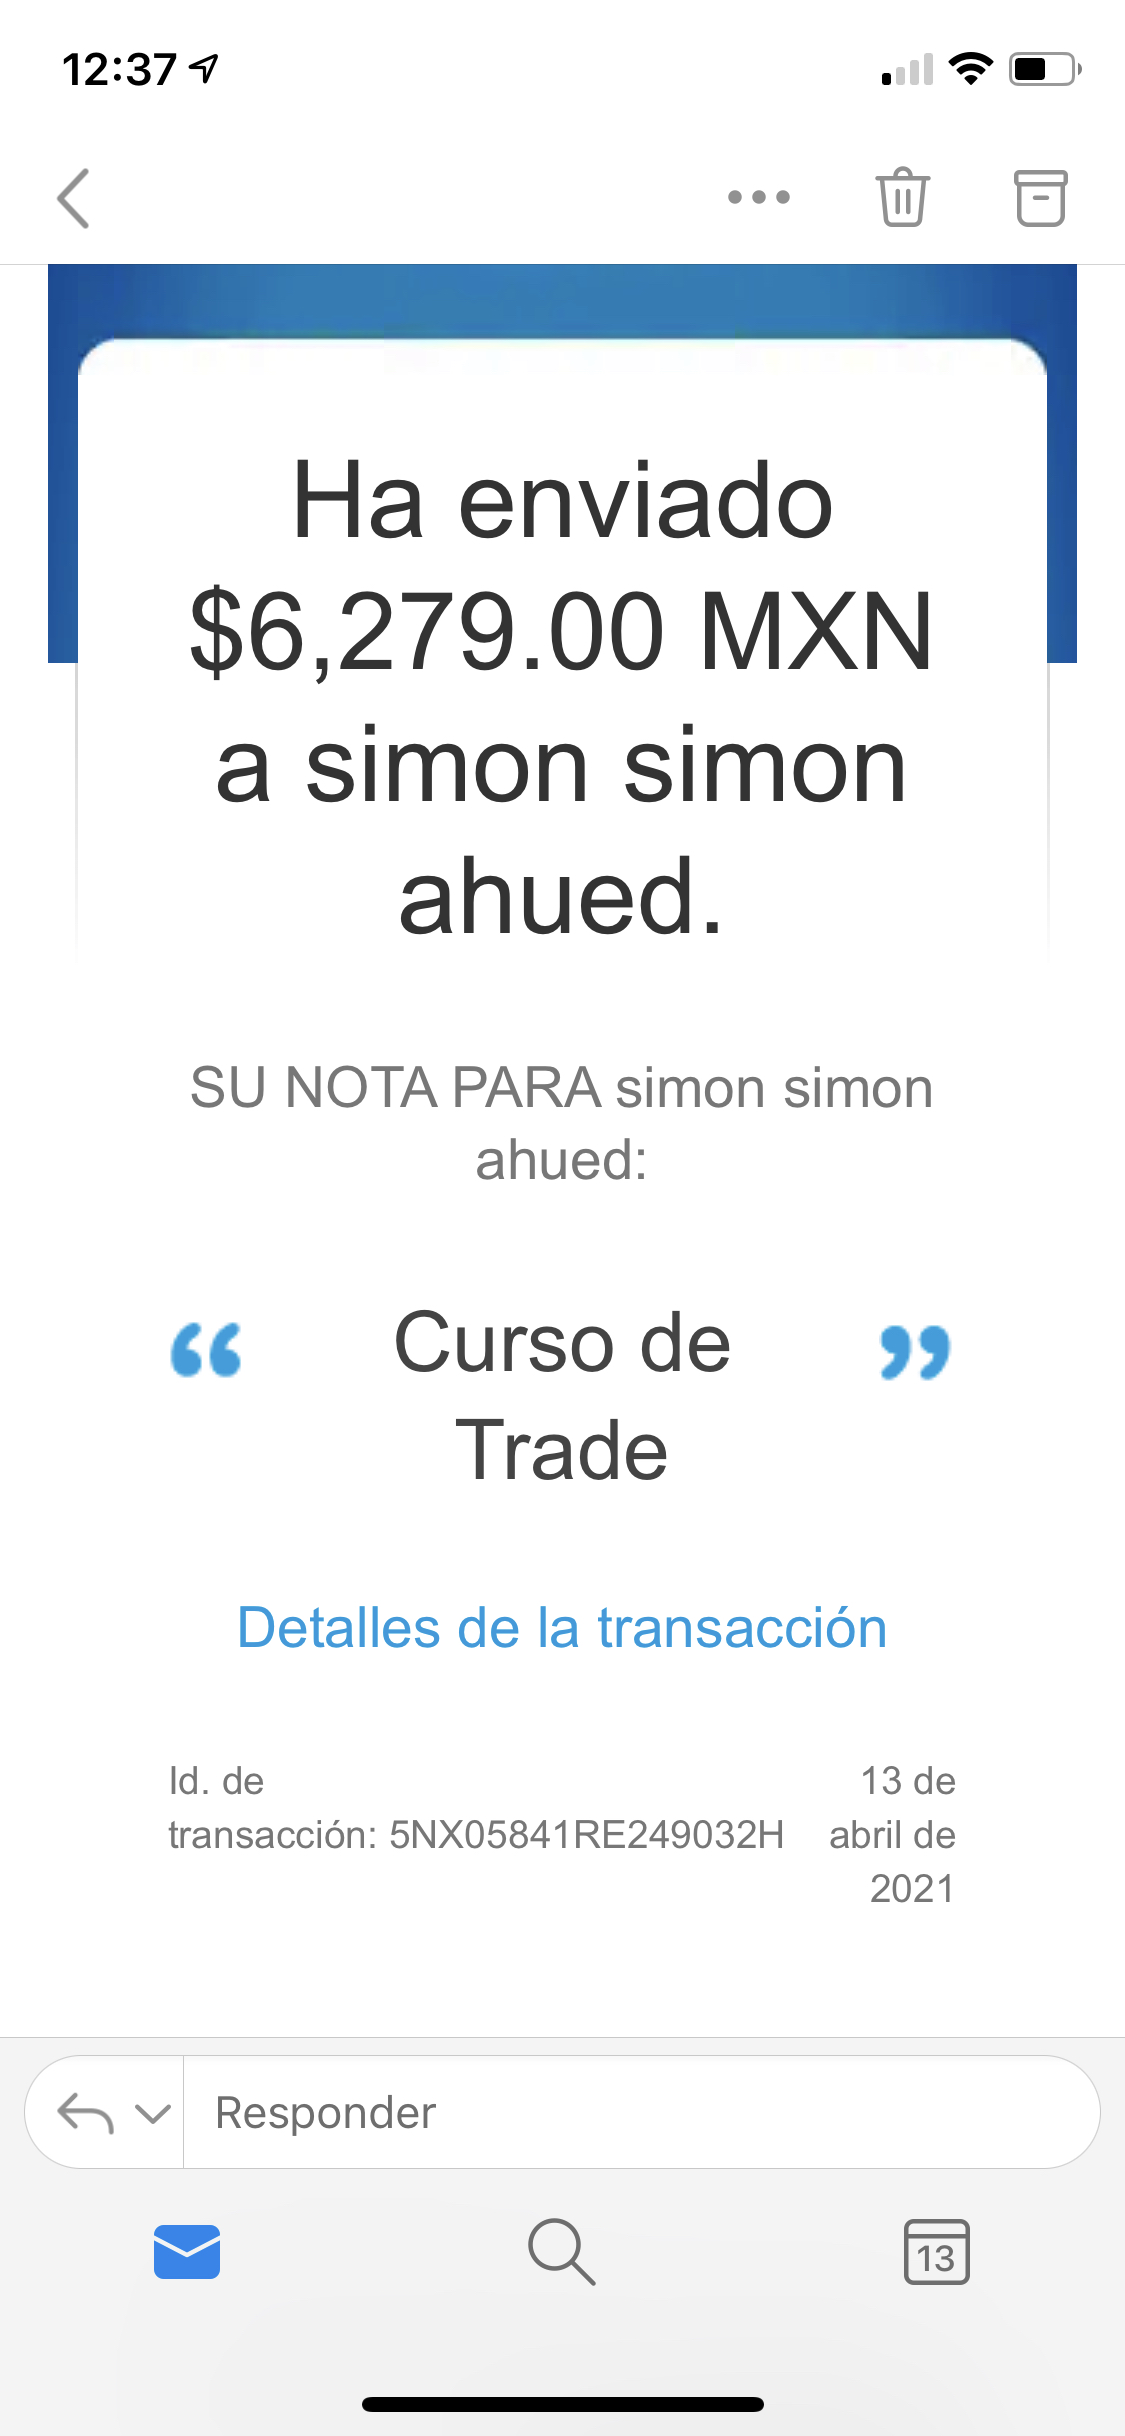 12:37
Ha enviado
$6,279.00 MXN
a simon simon
ahued.
SU NOTA PARA simon simon
ahued:
“ Curso de ”
Trade
Detalles de la transacción
Id. de
transacción: 5NX05841RE249032H
13 de
abril de
2021
Responder
13